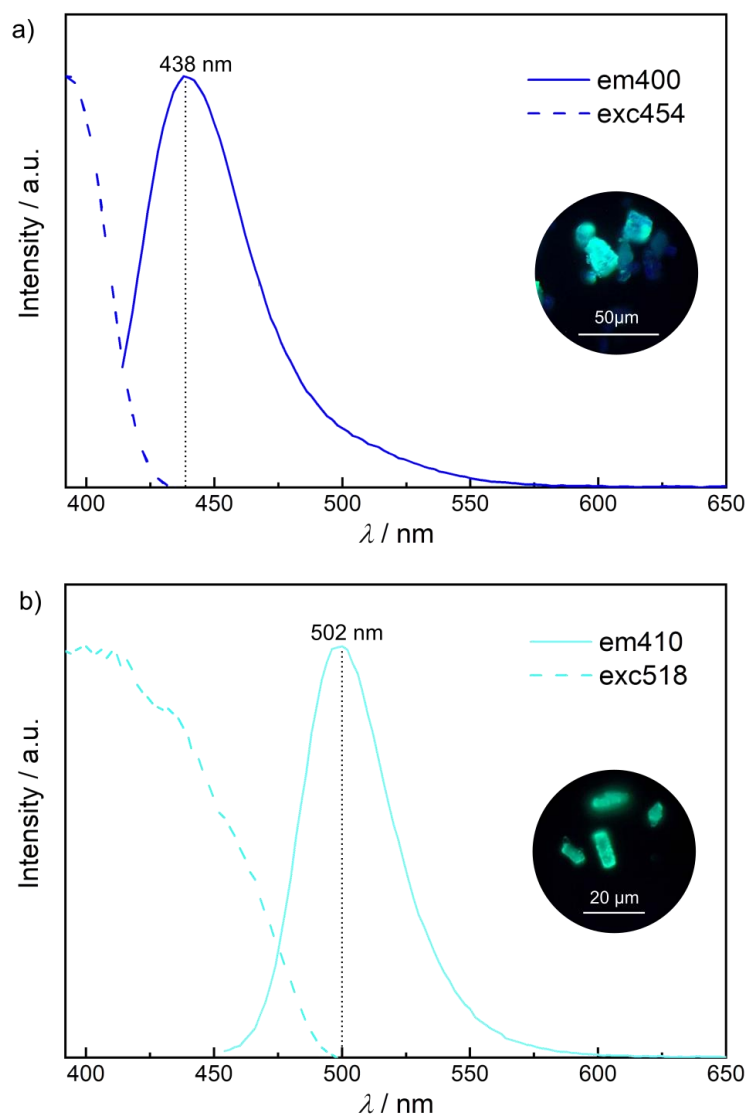 a)
438 nm
em400
exc454
50μm
Intensity / a.u.
400 450 500 550 600 650
λ / nm
b)
502 nm
em410
exc518
20 μm
Intensity / a.u.
400 450 500 550 600 650
λ / nm